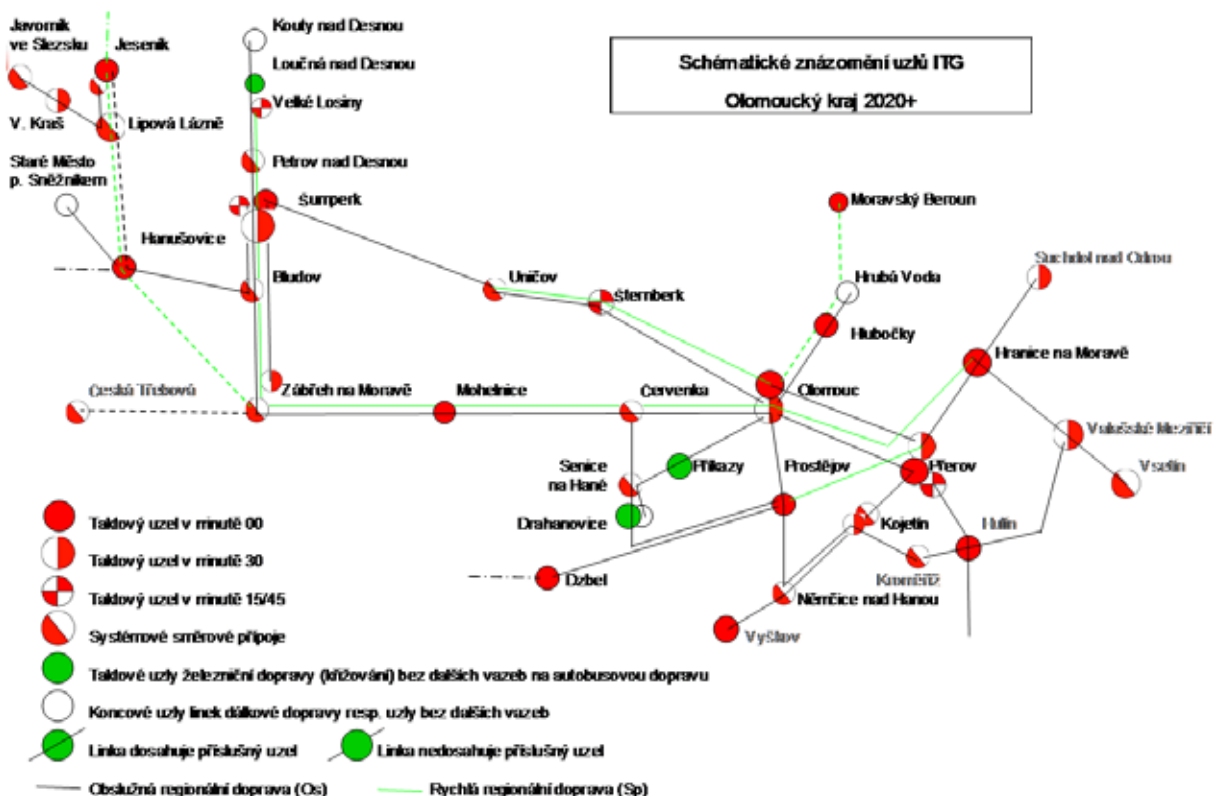 Schématické znázornění uzlů ITG
Olomoucký kraj 2020+
Javorník
ve Slezsku
Jeseník
Kouty nad Desnou
Loučná nad Desnou
Velké Losiny
V. Kraš
Lipová Lázně
Staré Město
p. Sněžníkem
Petrov nad Desnou
Šumperk
Moravský Beroun
Hanušovice
Suchdol nad Odrou
Bludov
Uničov
Hrubá Voda
Šternberk
Hlubočky
Hranice na Moravě
Česká Třebová
Zábřeh na Moravě
Mohelnice
Červenka
Olomouc
Valašské Meziříčí
Senice
na Hané
Příkazy
Prostějov
Přerov
Vsetín
Drahanovice
Kojetín
Hulín
Dzbel
Kroměříž
Němčice nad Hanou
Vyškov
Taktový uzel v minutě 00
Taktový uzel v minutě 30
Taktový uzel v minutě 15/45
Systémové směrové přípoje
Taktové uzly železniční dopravy (křižování) bez dalších vazeb na autobusovou dopravu
Koncové uzly linek dálkové dopravy resp. uzly bez dalších vazeb
Linka dosahuje příslušný uzel
Linka nedosahuje příslušný uzel
Obslužná regionální doprava (Os)
Rychlá regionální doprava (Sp)